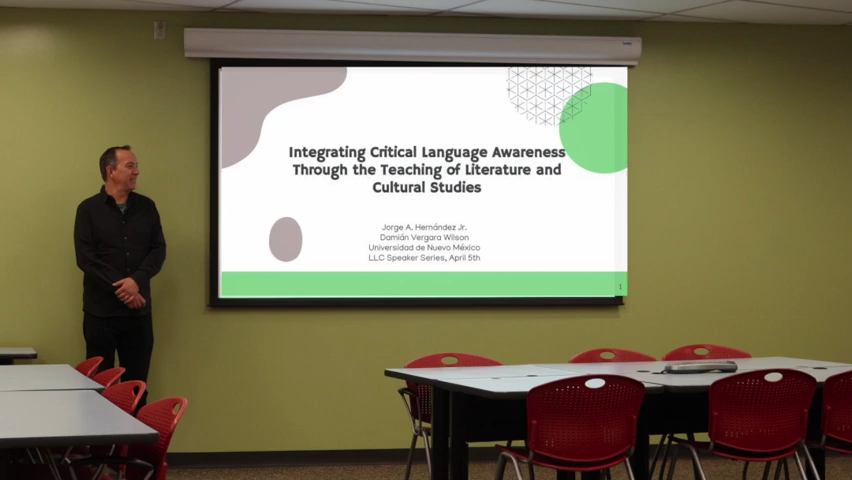 Integrating Critical Language Awareness
Through the Teaching of Literature and
Cultural Studies
Jorge A. Hernández Jr.
Damián Vergara Wilson
Universidad de Nuevo México
LLC Speaker Series, April 5th
1